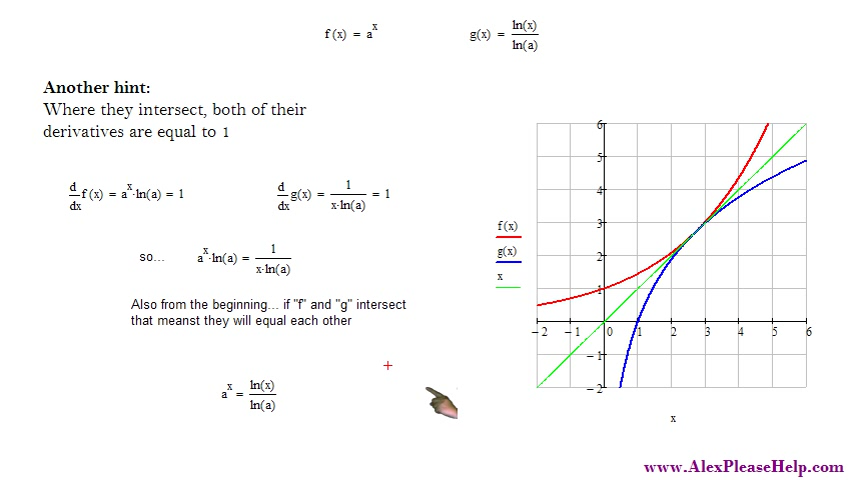 f(x) = a^x
g(x) = ln(x)/ln(a)
Another hint:
Where they intersect, both of their
derivatives are equal to 1
d/dx f(x) = a^x·ln(a) = 1
d/dx g(x) = 1/(x·ln(a)) = 1
so... a^x·ln(a) = 1/(x·ln(a))
Also from the beginning... if "f" and "g" intersect
that meanst they will equal each other
a^x = ln(x)/ln(a)
6
5
4
3
2
1
−2 −1 0 1 2 3 4 5 6
−1
−2
f(x)
g(x)
x
x
www.AlexPleaseHelp.com